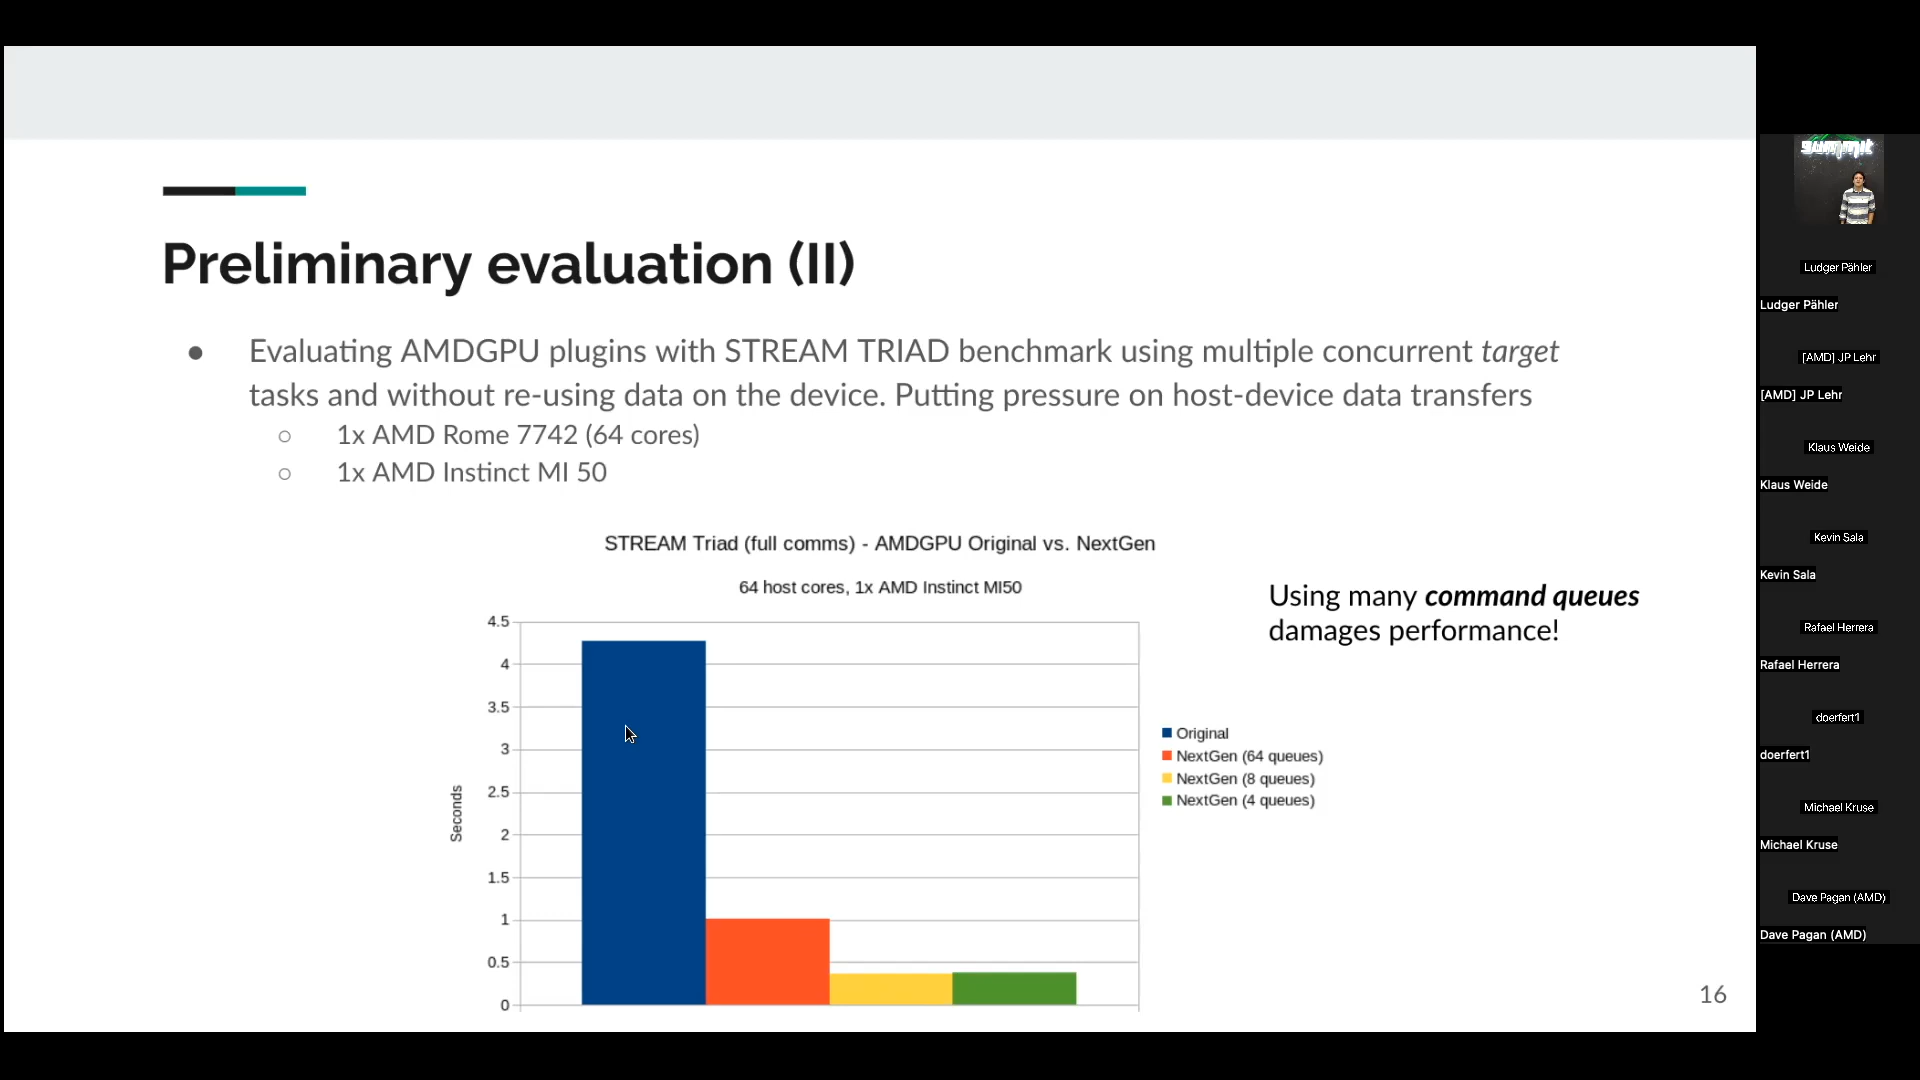 Preliminary evaluation (II)
● Evaluating AMDGPU plugins with STREAM TRIAD benchmark using multiple concurrent target
tasks and without re-using data on the device. Putting pressure on host-device data transfers
○ 1x AMD Rome 7742 (64 cores)
○ 1x AMD Instinct MI 50
STREAM Triad (full comms) - AMDGPU Original vs. NextGen
64 host cores, 1x AMD Instinct MI50
Using many command queues
damages performance!
4.5
4
3.5
3
2.5
2
1.5
1
0.5
0
Seconds
Original
NextGen (64 queues)
NextGen (8 queues)
NextGen (4 queues)
16
summit
Ludger Pähler
Ludger Pähler
[AMD] JP Lehr
[AMD] JP Lehr
Klaus Weide
Klaus Weide
Kevin Sala
Kevin Sala
Rafael Herrera
Rafael Herrera
doerfert1
doerfert1
Michael Kruse
Michael Kruse
Dave Pagan (AMD)
Dave Pagan (AMD)